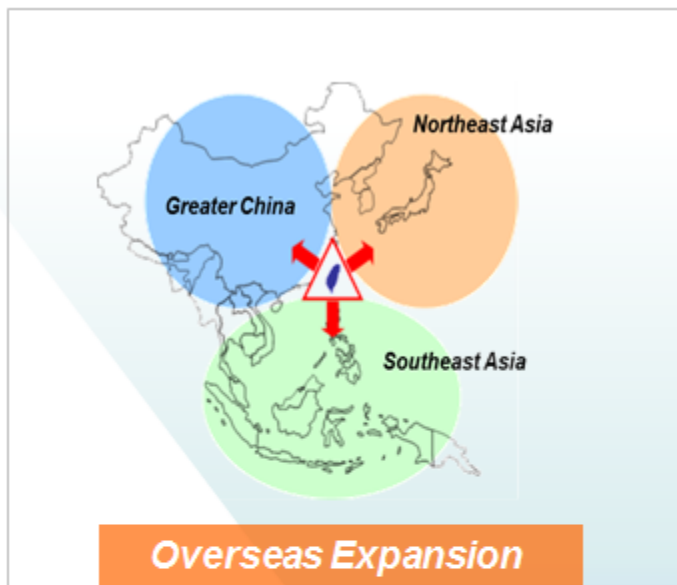 Northeast Asia
Greater China
Southeast Asia
Overseas Expansion